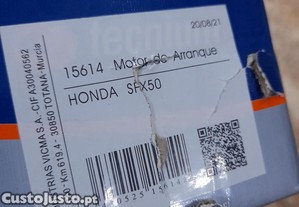 20/08/21
15614 Motor de Arranque
HONDA SFX50
TRIAS VICMA S.A.- CIF A30040562
Km 619.4 - 30850 TOTANA-Murcia
CustoJusto.pt